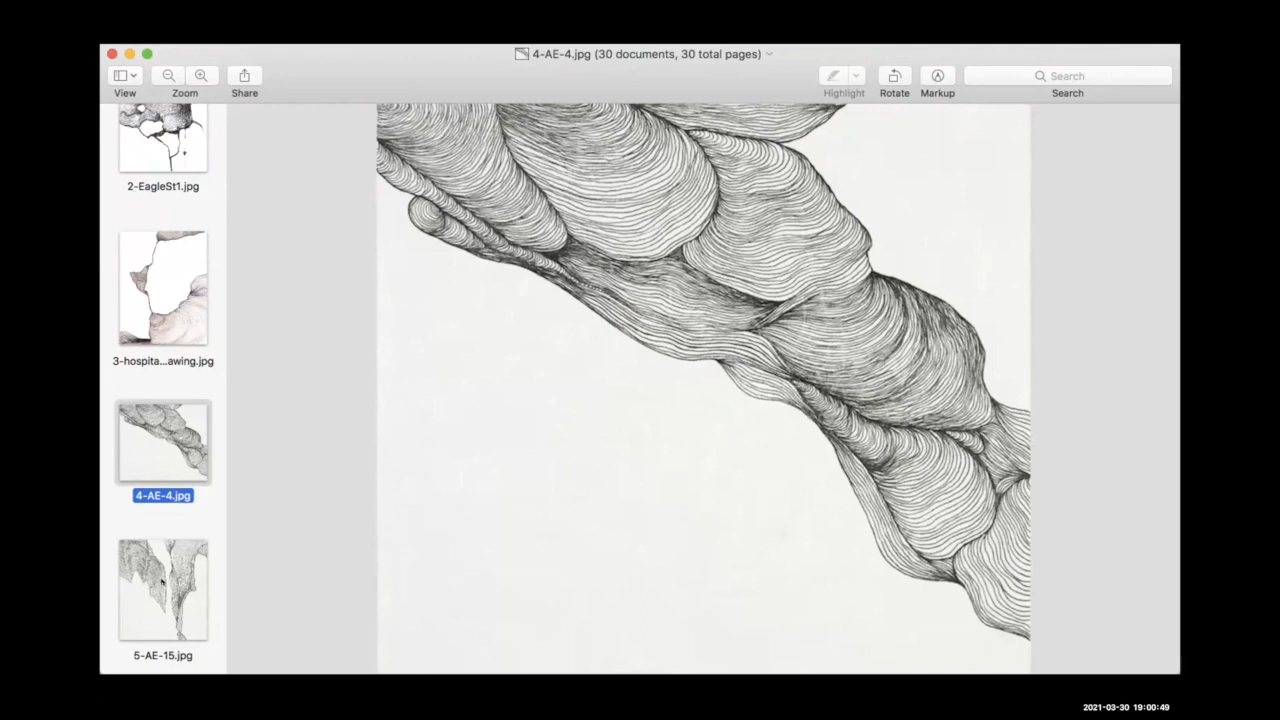 4-AE-4.jpg (30 documents, 30 total pages)
View
Zoom
Share
Highlight
Rotate
Markup
Search
Search
2-EagleSt1.jpg
3-hospita...awing.jpg
4-AE-4.jpg
5-AE-15.jpg
2021-03-30 19:00:49